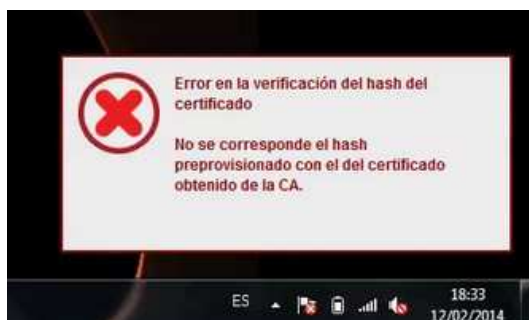 Error en la verificación del hash del
certificado
No se corresponde el hash
preprovisionado con el del certificado
obtenido de la CA.
ES
18:33
12/02/2014